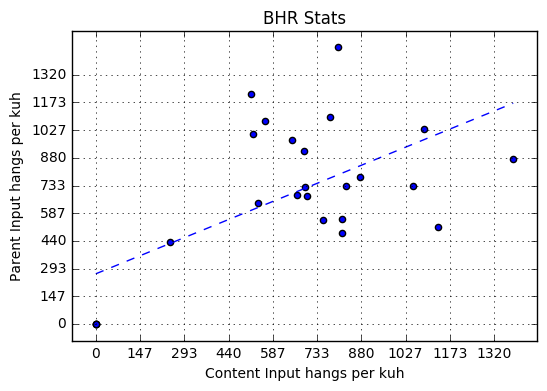 BHR Stats
Parent Input hangs per kuh
1320
1173
1027
880
733
587
440
293
147
0
0 147 293 440 587 733 880 1027 1173 1320
Content Input hangs per kuh